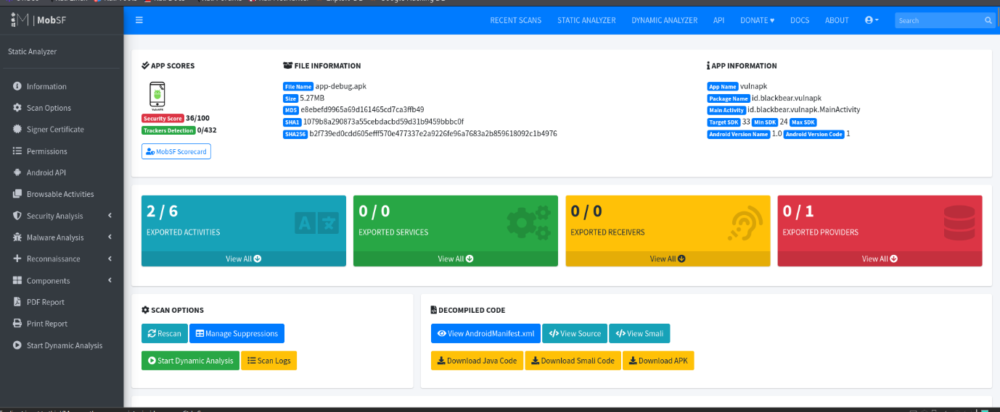 MobSF
RECENT SCANS STATIC ANALYZER DYNAMIC ANALYZER API DONATE ♥ DOCS ABOUT Search
Static Analyzer
Information
Scan Options
Signer Certificate
Permissions
Android API
Browsable Activities
Security Analysis
Malware Analysis
Reconnaissance
Components
PDF Report
Print Report
Start Dynamic Analysis
APP SCORES
Security Score 36/100
Trackers Detection 0/432
MobSF Scorecard
FILE INFORMATION
File Name app-debug.apk
Size 5.27MB
MD5 e8ebefd9965a69d161465cd7ca3ffb49
SHA1 1079b8a290873a55cebdacbd59d31b9459bbbc0f
SHA256 b2f739ed0cdd605efff570e477337e2a9226fe96a7683a2b859618092c1b4976
APP INFORMATION
App Name vulnapk
Package Name id.blackbear.vulnapk
Main Activity id.blackbear.vulnapk.MainActivity
Target SDK 33 Min SDK 24 Max SDK
Android Version Name 1.0 Android Version Code 1
2 / 6
EXPORTED ACTIVITIES
View All
0 / 0
EXPORTED SERVICES
View All
0 / 0
EXPORTED RECEIVERS
View All
0 / 1
EXPORTED PROVIDERS
View All
SCAN OPTIONS
Rescan Manage Suppressions
Start Dynamic Analysis Scan Logs
DECOMPILED CODE
View AndroidManifest.xml View Source View Smali
Download Java Code Download Smali Code Download APK